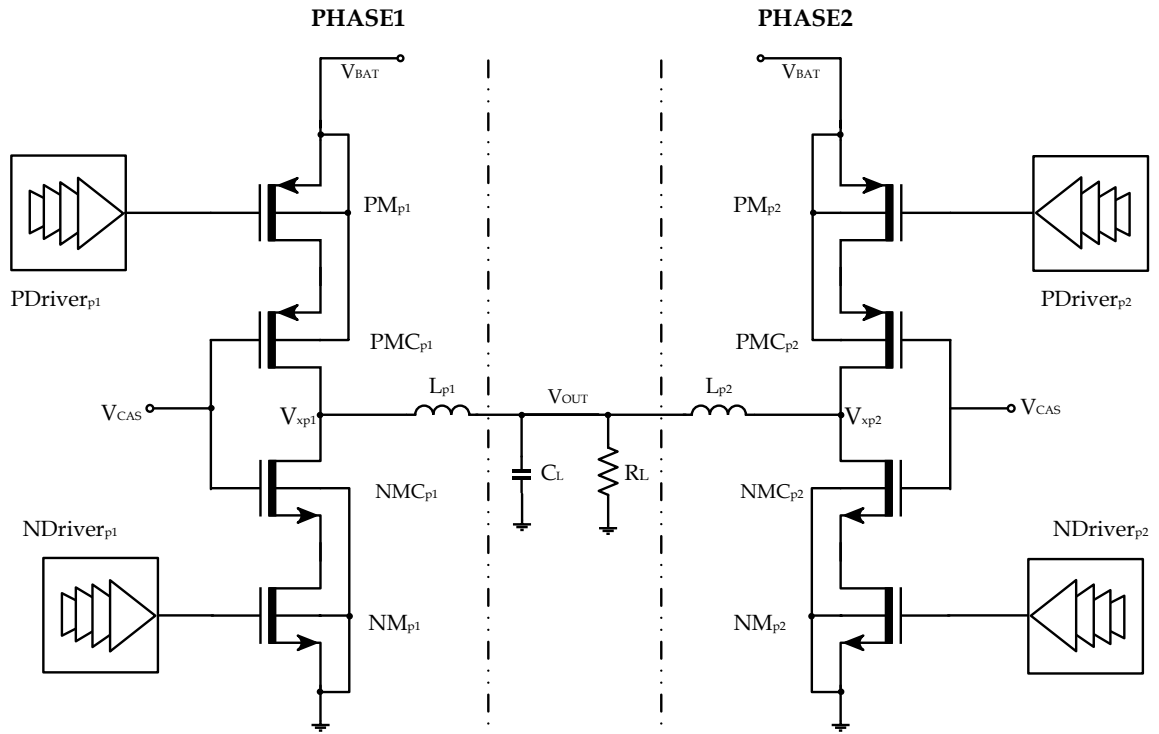 PHASE1
PHASE2
VBAT
VBAT
PMp1
PMp2
PDriverp1
PDriverp2
PMCp1
PMCp2
Lp1
VOUT
Lp2
VCAS
Vxp1
Vxp2
VCAS
CL
RL
NMCp1
NMCp2
NDriverp1
NDriverp2
NMp1
NMp2